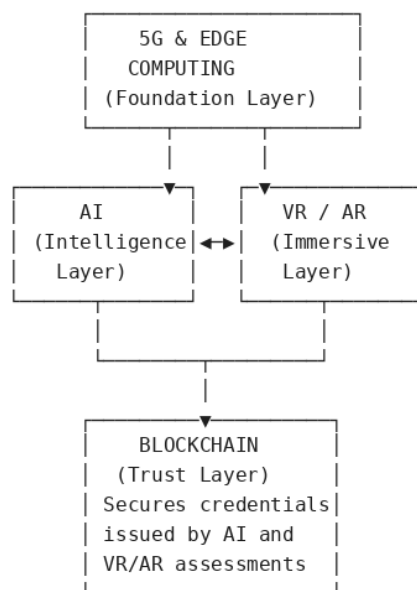 5G & EDGE
COMPUTING
(Foundation Layer)
AI
(Intelligence
Layer)
VR / AR
(Immersive
Layer)
BLOCKCHAIN
(Trust Layer)
Secures credentials
issued by AI and
VR/AR assessments